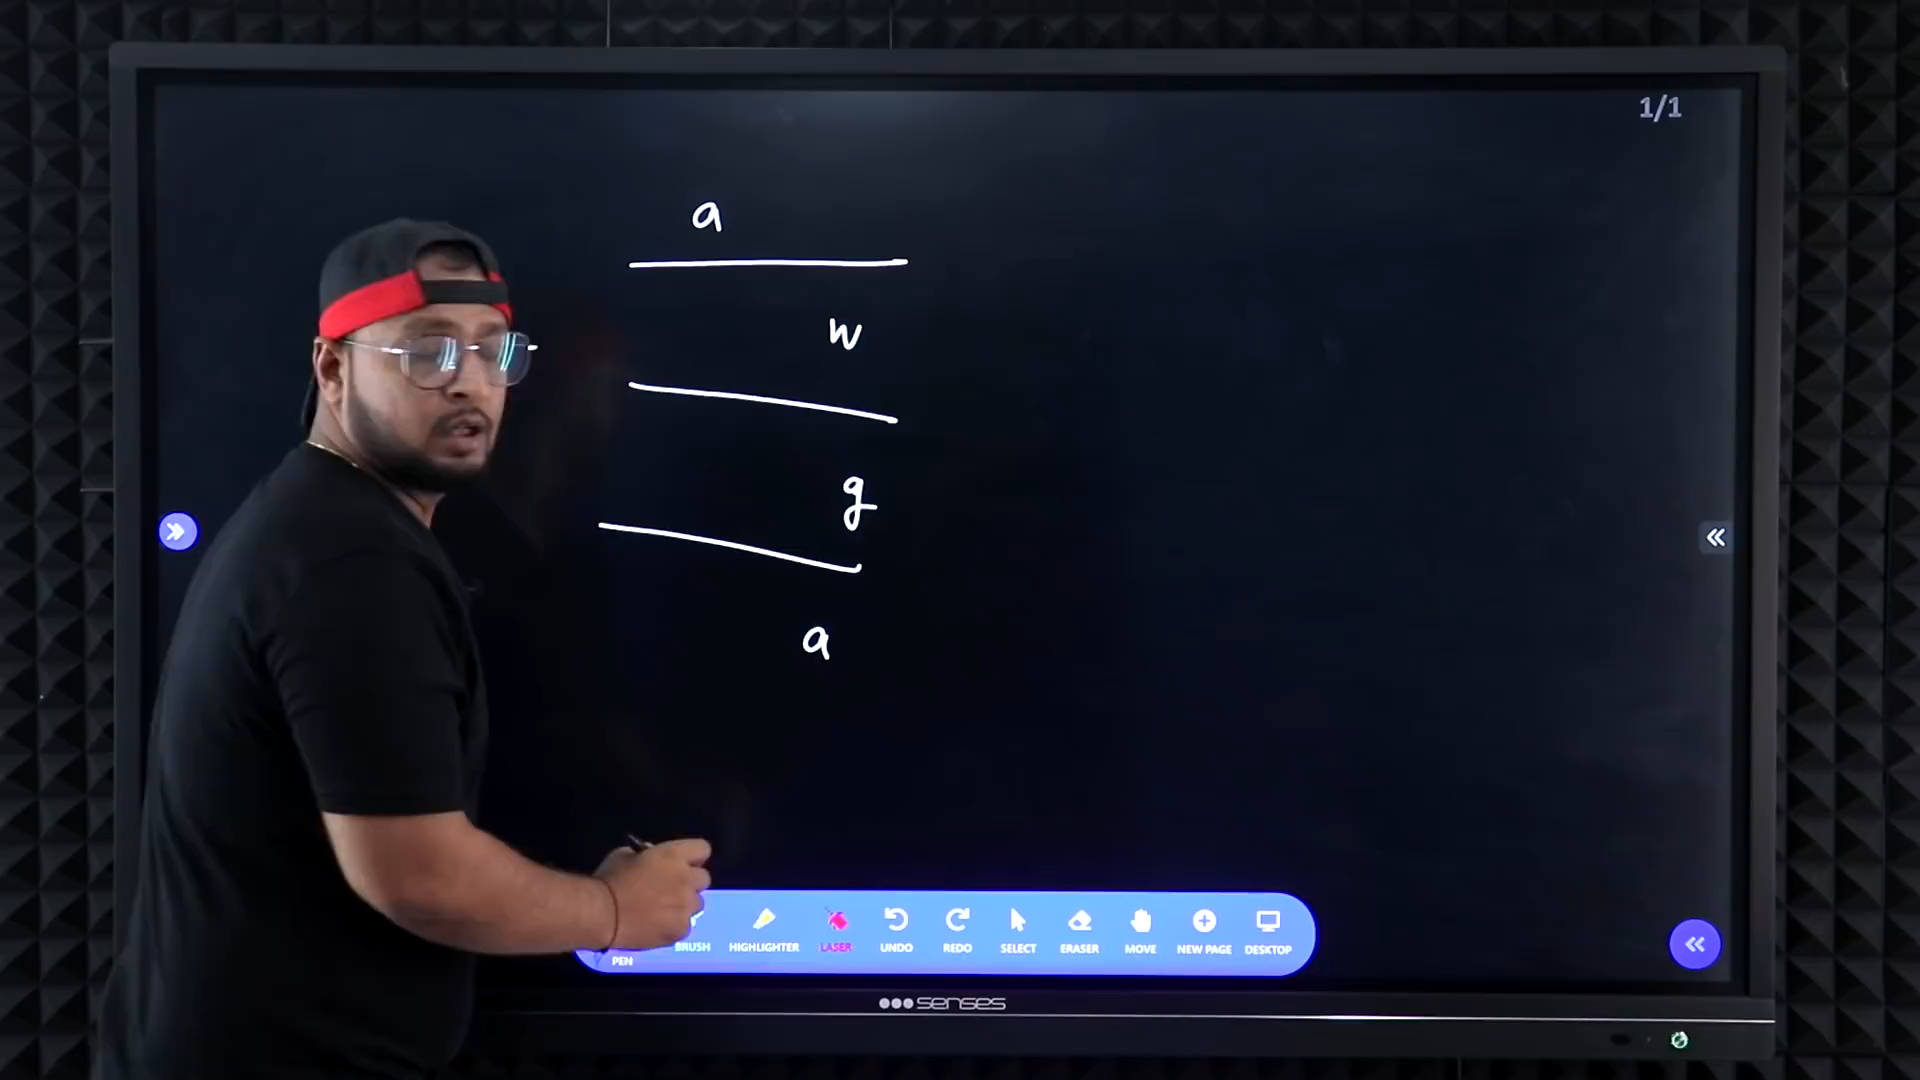 1/1
a
w
g
a
BRUSH HIGHLIGHTER LASER UNDO REDO SELECT ERASER MOVE NEW PAGE DESKTOP
PEN
senses